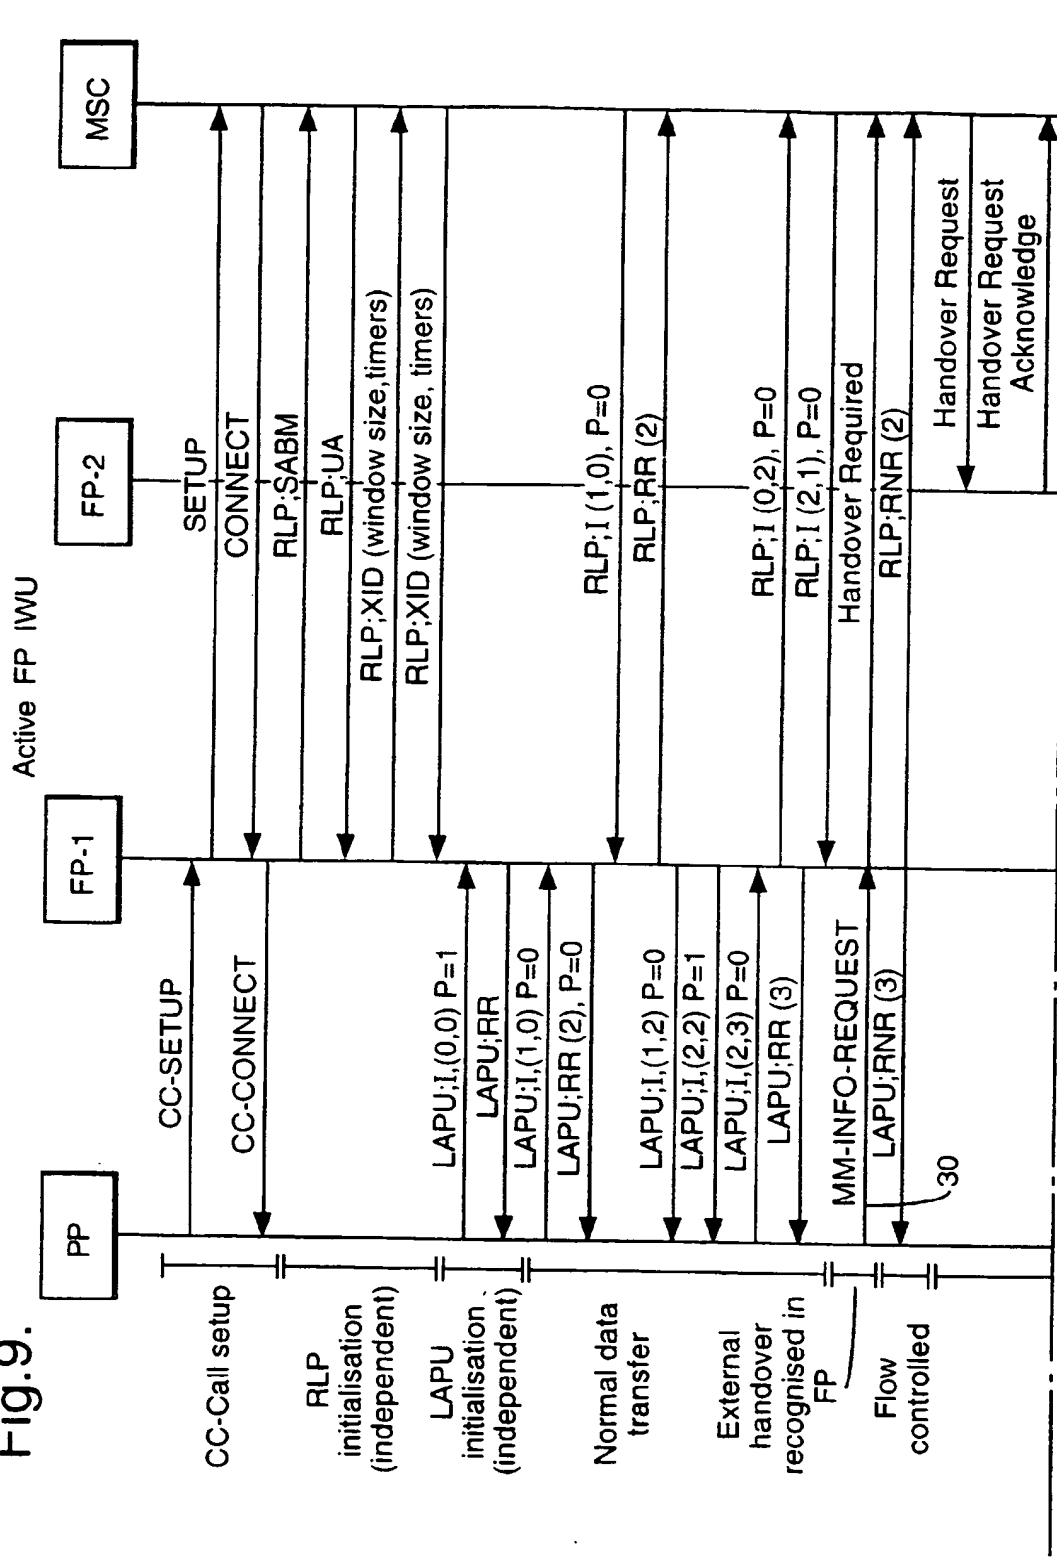 Fig.9.
Active FP IWU
PP
FP-1
FP-2
MSC
CC-Call setup
CC-SETUP
SETUP
CONNECT
CC-CONNECT
RLP
initialisation
(independent)
RLP;SABM
RLP;UA
RLP;XID (window size,timers)
RLP;XID (window size, timers)
LAPU
initialisation
(independent)
LAPU;I,(0,0) P=1
LAPU;RR
LAPU;I,(1,0) P=0
LAPU;RR (2), P=0
Normal data
transfer
RLP;I (1,0), P=0
RLP;RR (2)
LAPU;I,(1,2) P=0
LAPU;I,(2,2) P=1
LAPU;I,(2,3) P=0
LAPU;RR (3)
RLP;I (0,2), P=0
RLP;I (2,1), P=0
External
handover
recognised in
FP
MM-INFO-REQUEST
Handover Required
Flow
controlled
LAPU;RNR (3)
RLP;RNR (2)
30
Handover Request
Handover Request
Acknowledge